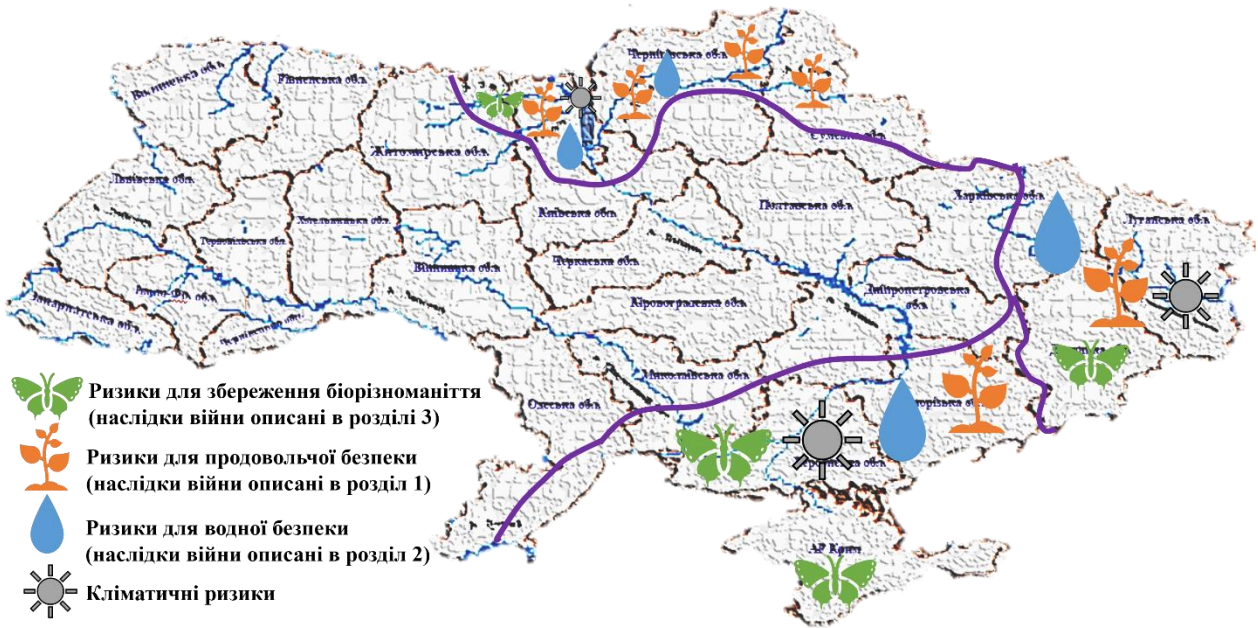 Чернігівська обл.
Волинська обл.
Рівненська обл.
Сумська обл.
Житомирська обл.
Львівська обл.
Харківська обл.
Полтавська обл.
Луганська обл.
Київська обл.
Хмельницька обл.
Тернопільська обл.
Вінницька обл.
Черкаська обл.
Дніпропетровська
обл.
Кіровоградська обл.
Закарпатська обл.
Миколаївська обл.
Одеська обл.
АР Крим
Ризики для збереження біорізноманіття
(наслідки війни описані в розділі 3)
Ризики для продовольчої безпеки
(наслідки війни описані в розділ 1)
Ризики для водної безпеки
(наслідки війни описані в розділ 2)
Кліматичні ризики